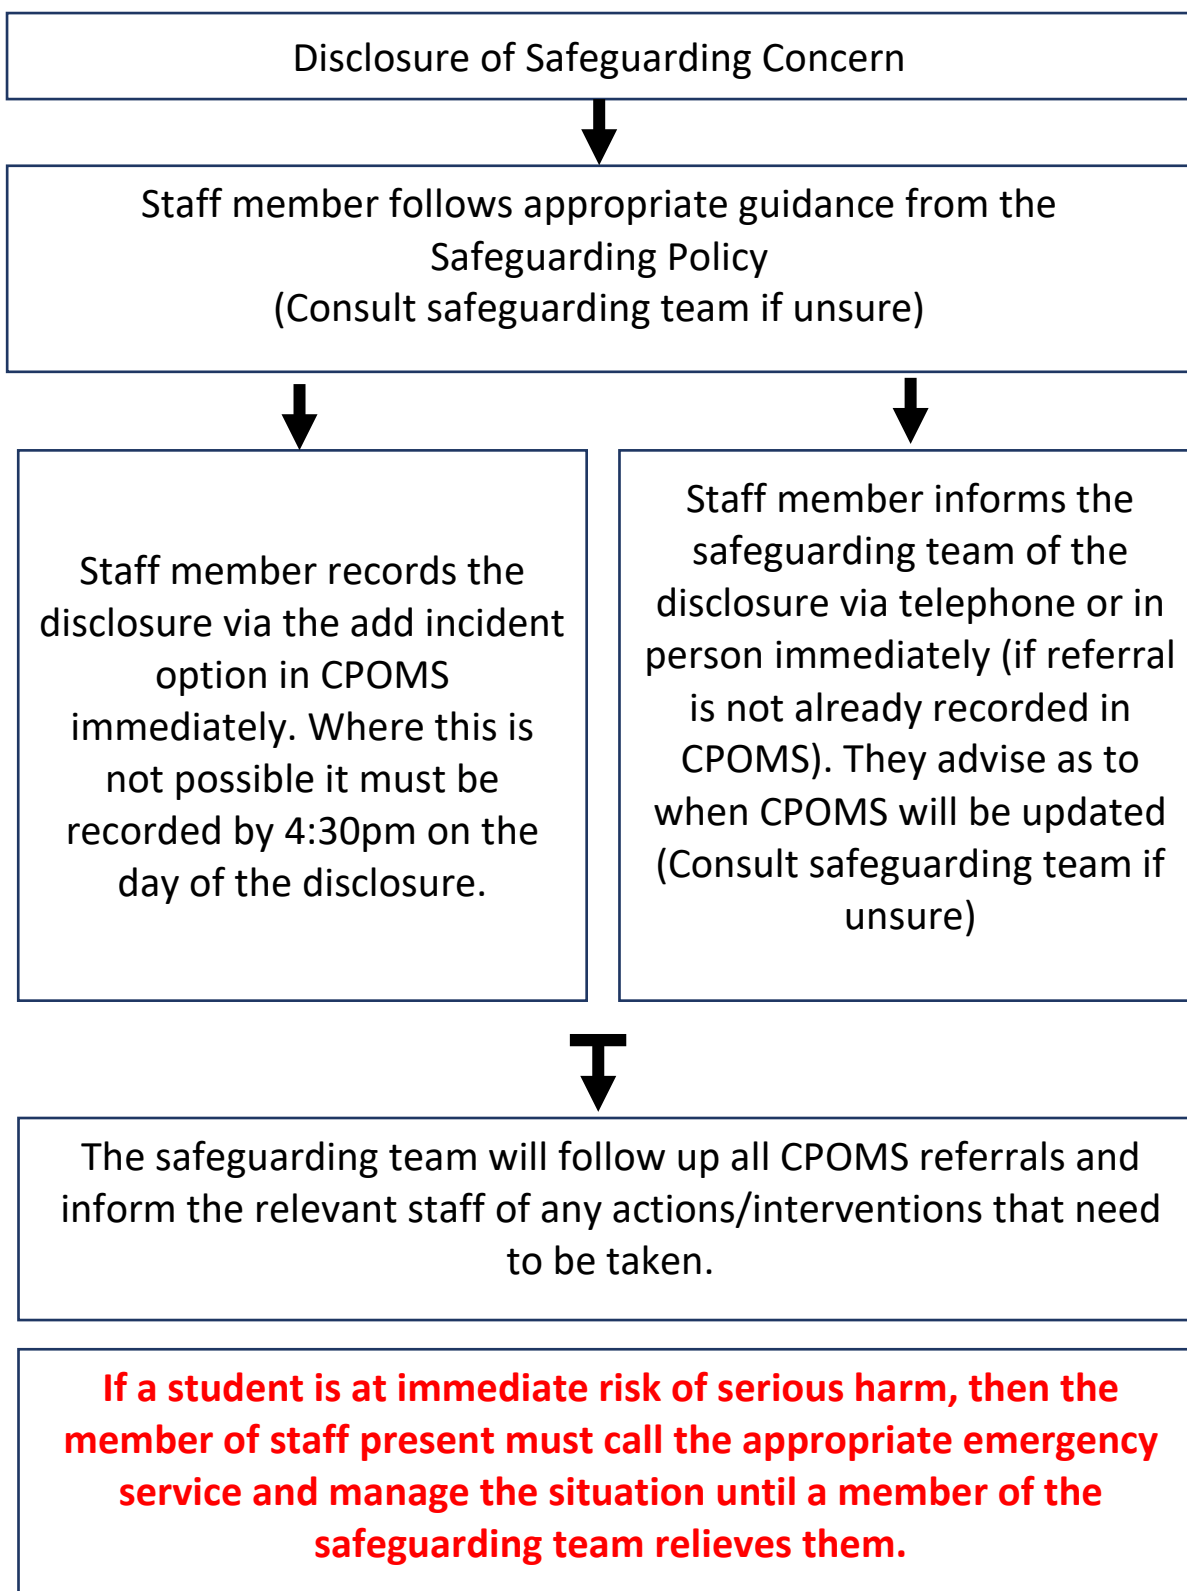 Disclosure of Safeguarding Concern
Staff member follows appropriate guidance from the
Safeguarding Policy
(Consult safeguarding team if unsure)
Staff member records the
disclosure via the add incident
option in CPOMS
immediately. Where this is
not possible it must be
recorded by 4:30pm on the
day of the disclosure.
Staff member informs the
safeguarding team of the
disclosure via telephone or in
person immediately (if referral
is not already recorded in
CPOMS). They advise as to
when CPOMS will be updated
(Consult safeguarding team if
unsure)
The safeguarding team will follow up all CPOMS referrals and
inform the relevant staff of any actions/interventions that need
to be taken.
If a student is at immediate risk of serious harm, then the
member of staff present must call the appropriate emergency
service and manage the situation until a member of the
safeguarding team relieves them.